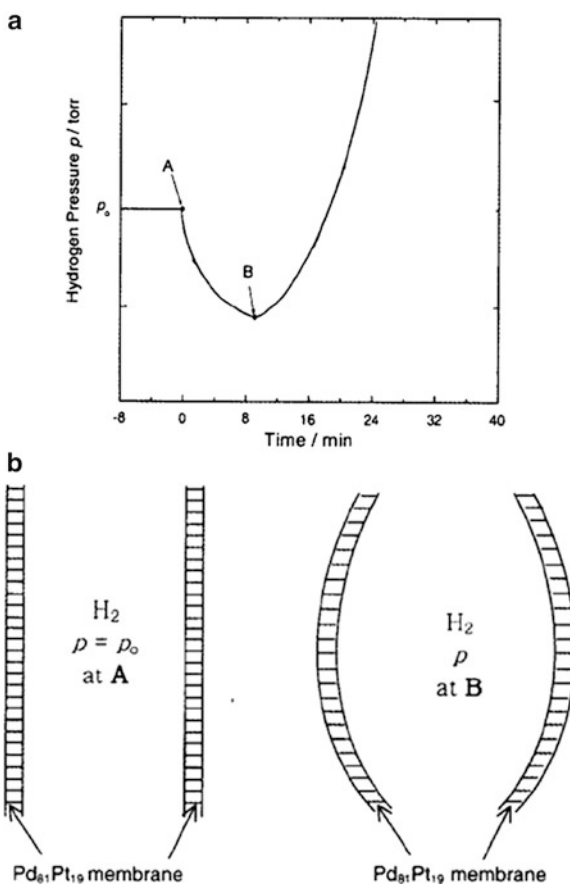 a
Hydrogen Pressure p / torr
A
pₒ
B
-8 0 8 16 24 32 40
Time / min
b
H₂
p = pₒ
at A
H₂
p
at B
Pd₈₁Pt₁₉ membrane
Pd₈₁Pt₁₉ membrane